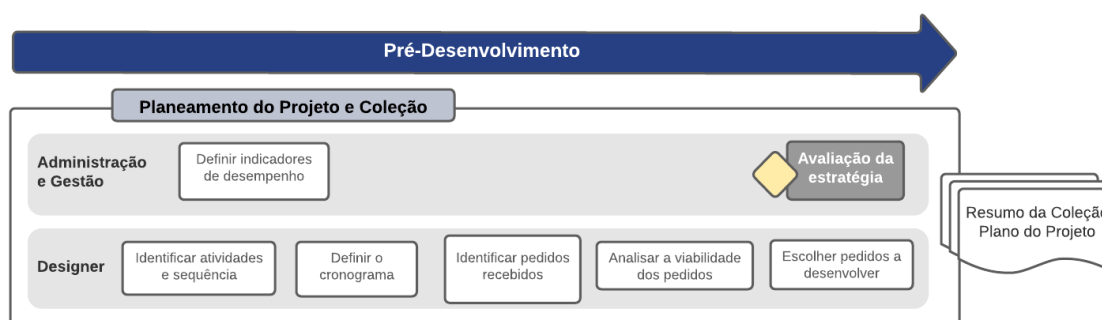 Pré-Desenvolvimento
Planeamento do Projeto e Coleção
Administração
e Gestão
Definir indicadores
de desempenho
Avaliação da
estratégia
Designer
Identificar atividades
e sequência
Definir o
cronograma
Identificar pedidos
recebidos
Analisar a viabilidade
dos pedidos
Escolher pedidos a
desenvolver
Resumo da Coleção
Plano do Projeto